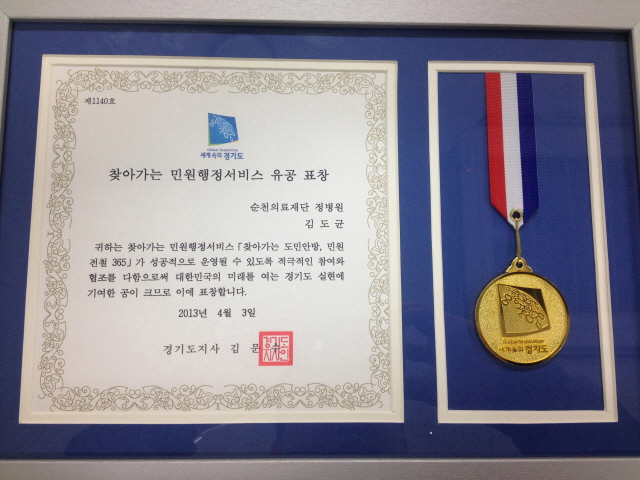 제1140호
Global Inspiration
세계속의 경기도
찾아가는 민원행정서비스 유공 표창
순천의료재단 정병원
김 도 균
귀하는 찾아가는 민원행정서비스「찾아가는 도민안방, 민원
전철 365」가 성공적으로 운영될 수 있도록 적극적인 참여와
협조를 다함으로써 대한민국의 미래를 여는 경기도 실현에
기여한 공이 크므로 이에 표창합니다.
2013년 4월 3일
경기도지사 김 문
Global Inspiration
세계속의 경기도